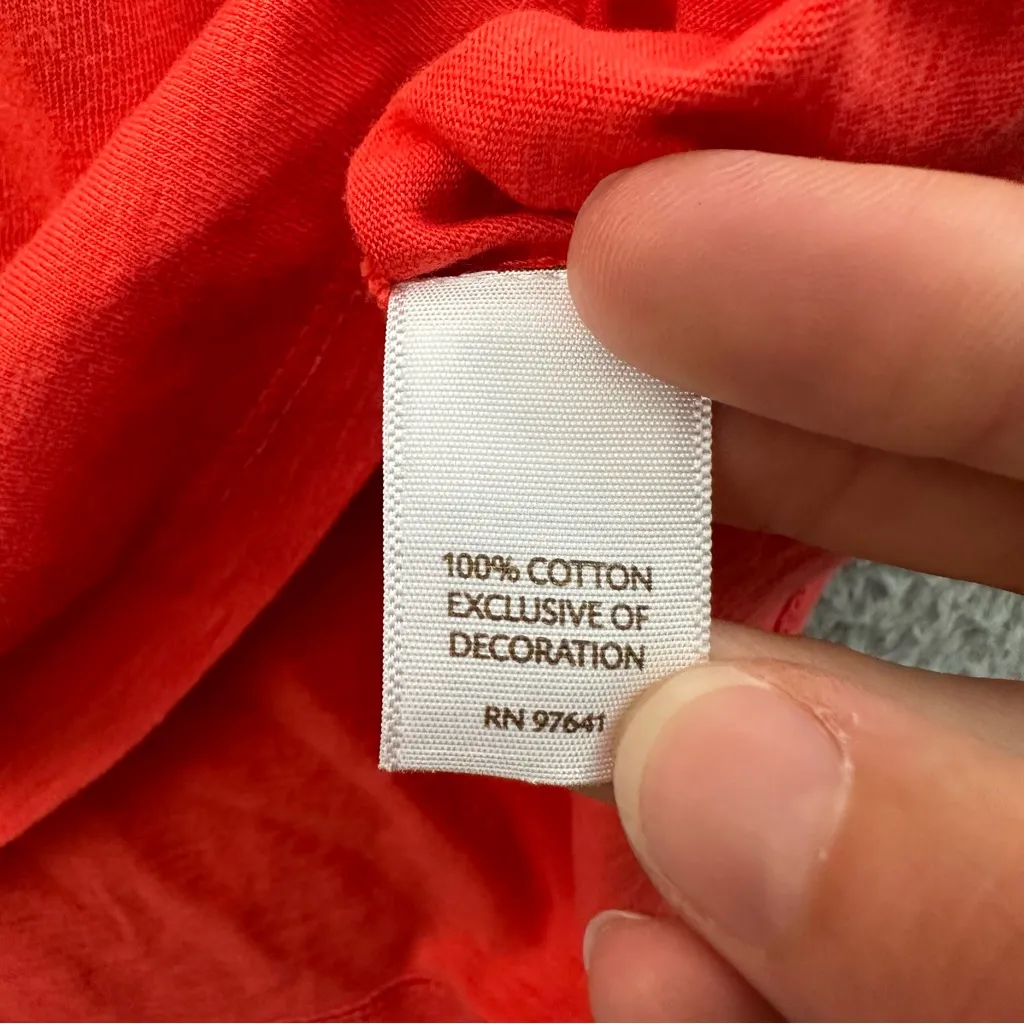 100% COTTON
EXCLUSIVE OF
DECORATION
RN 97641